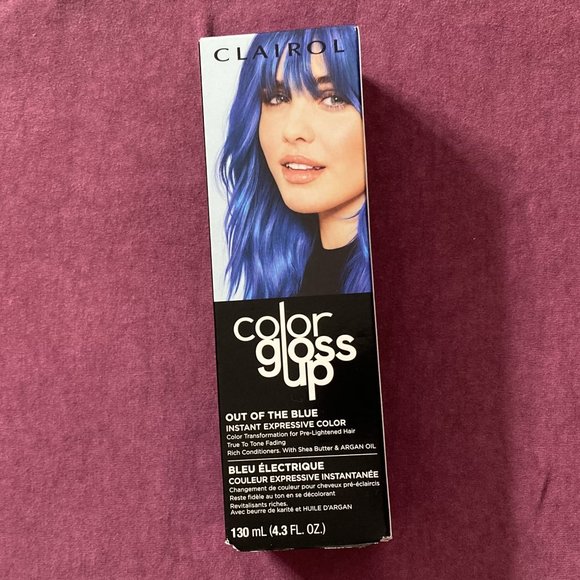 CLAIROL
color
gloss
up
OUT OF THE BLUE
INSTANT EXPRESSIVE COLOR
Color Transformation for Pre-Lightened Hair
True To Tone Fading
Rich Conditioners. With Shea Butter & ARGAN OIL
BLEU ÉLECTRIQUE
COULEUR EXPRESSIVE INSTANTANÉE
Changement de couleur pour cheveux pré-éclaircis
Reste fidèle au ton en se décolorant
Revitalisants riches.
Avec beurre de karité et HUILE D'ARGAN
130 mL (4.3 FL. OZ.)